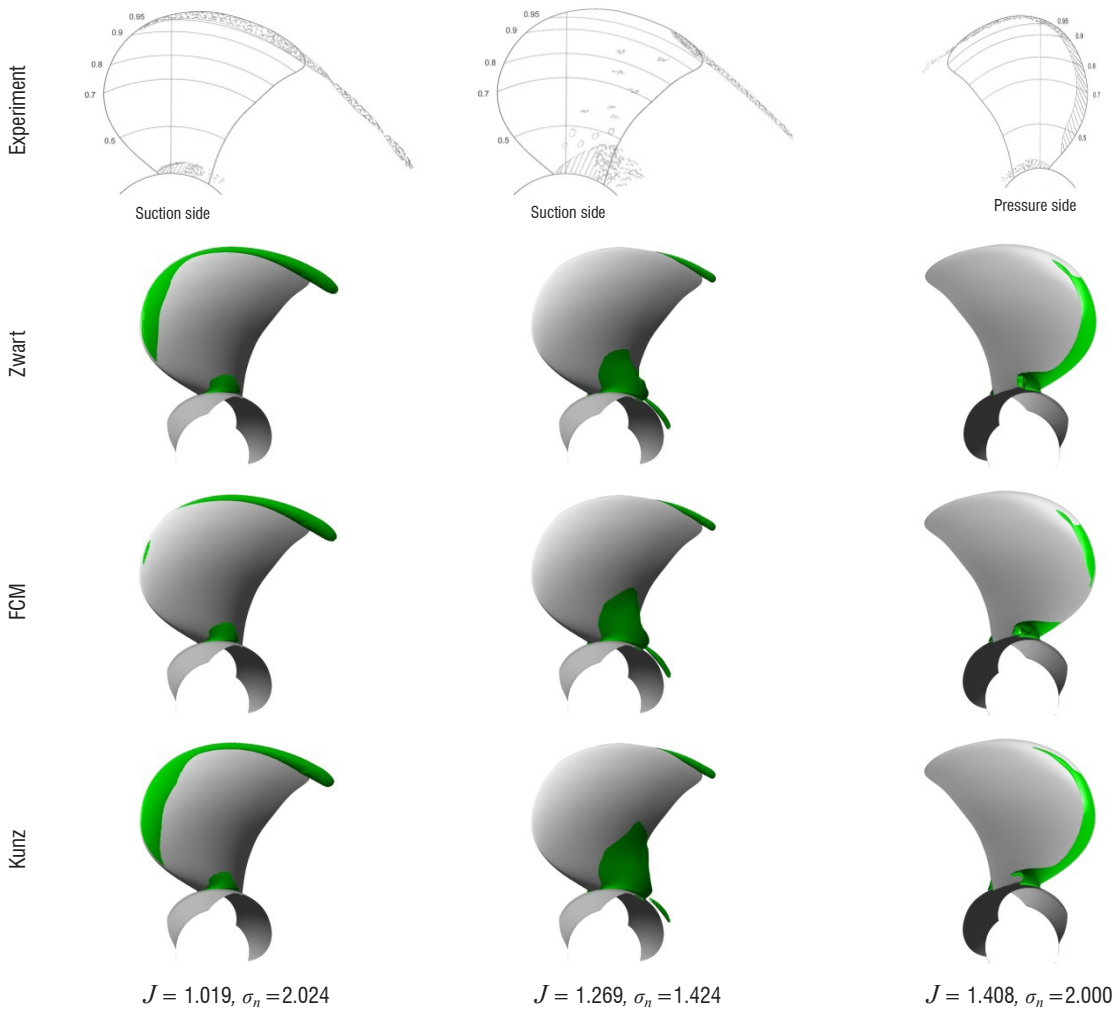 Experiment
0.95
0.9
0.8
0.7
0.5
Suction side
0.95
0.9
0.8
0.7
0.5
Suction side
0.95
0.9
0.8
0.7
0.5
Pressure side
Zwart
FCM
Kunz
J = 1.019, σn =2.024
J = 1.269, σn =1.424
J = 1.408, σn =2.000